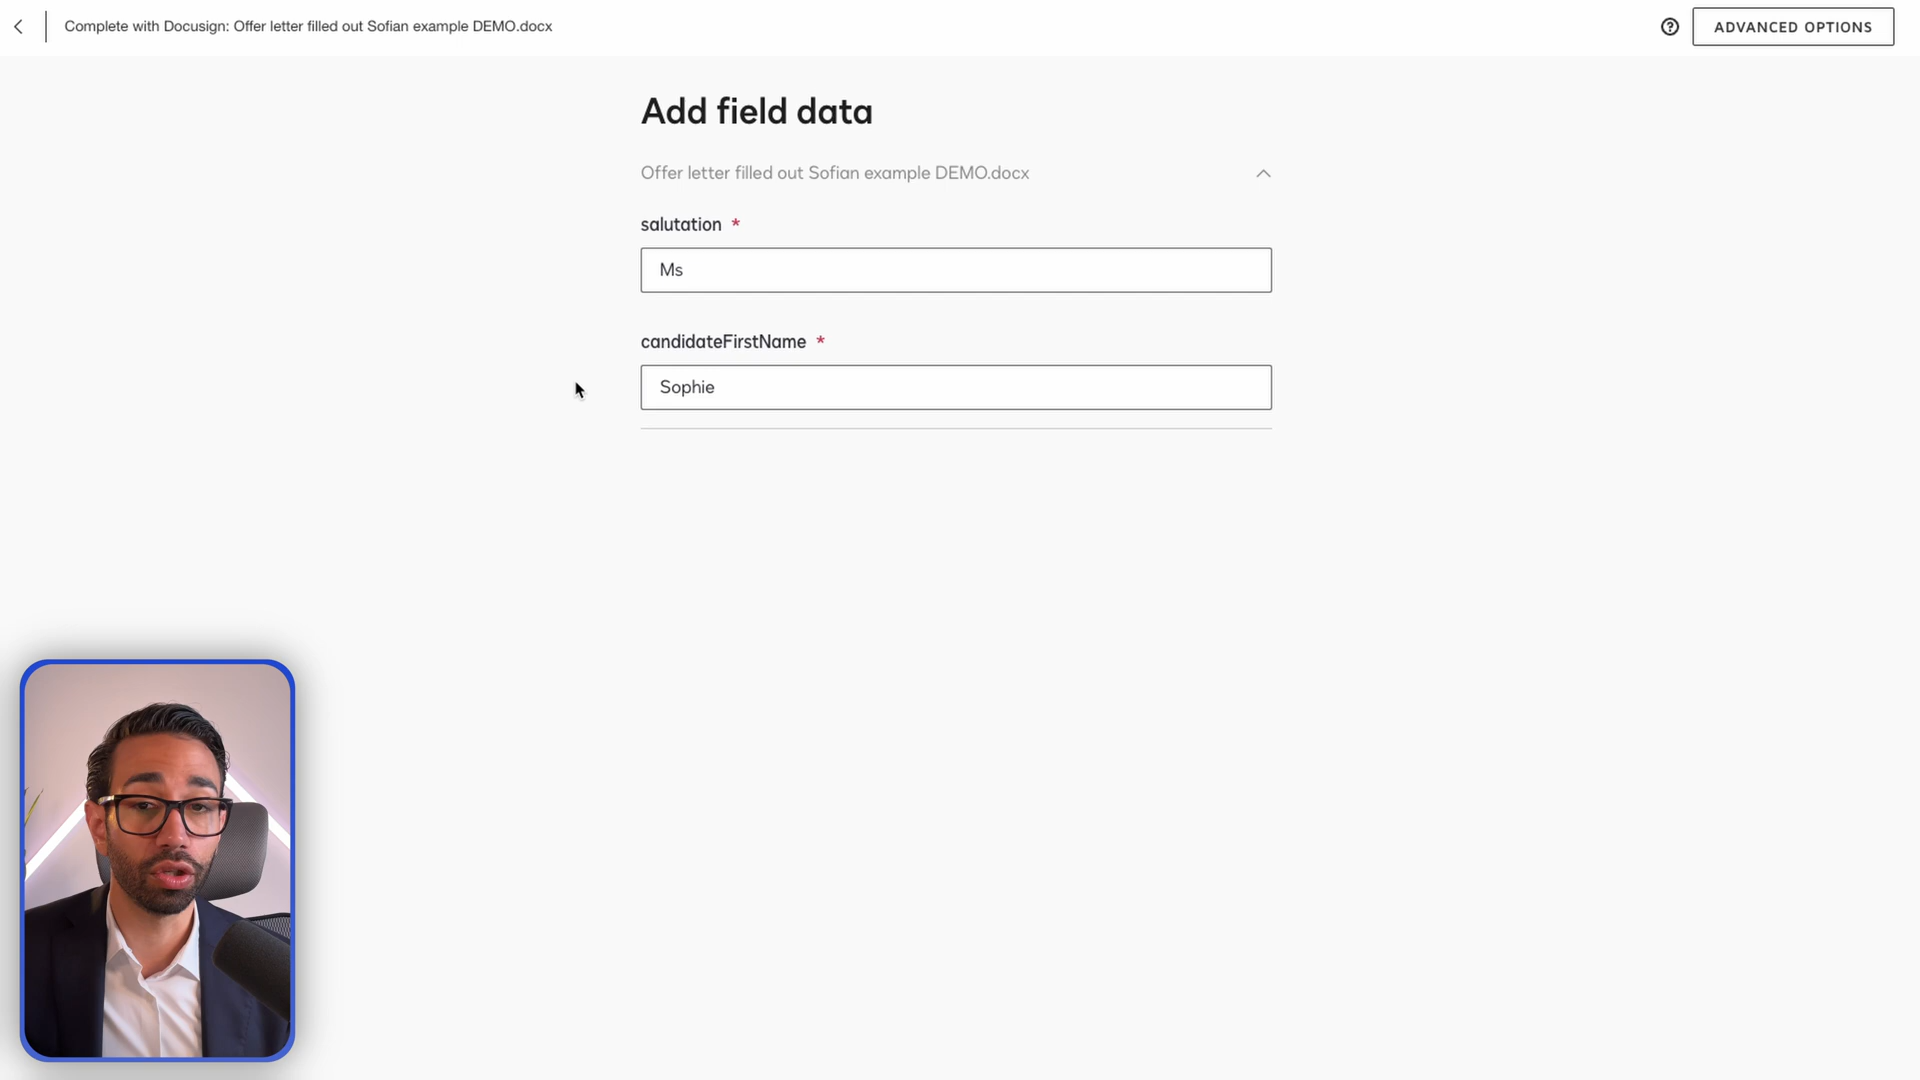 Complete with Docusign: Offer letter filled out Sofian example DEMO.docx
ADVANCED OPTIONS
Add field data
Offer letter filled out Sofian example DEMO.docx
salutation *
Ms
candidateFirstName *
Sophie